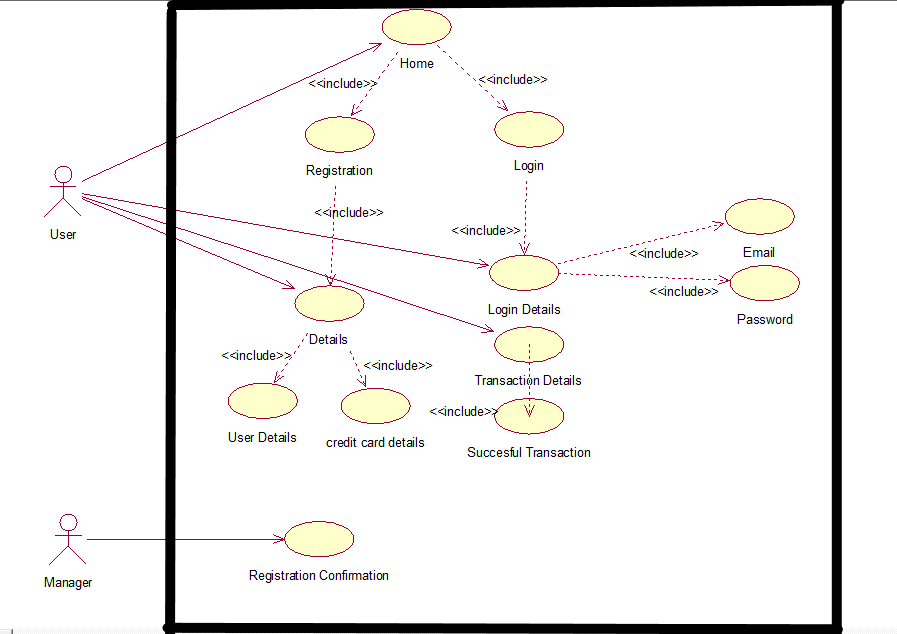 Home
<<include>>
<<include>>
Registration
Login
User
<<include>>
<<include>>
Email
<<include>>
<<include>>
Login Details
Password
Details
<<include>>
<<include>>
Transaction Details
User Details
credit card details
<<include>>
Succesful Transaction
Manager
Registration Confirmation